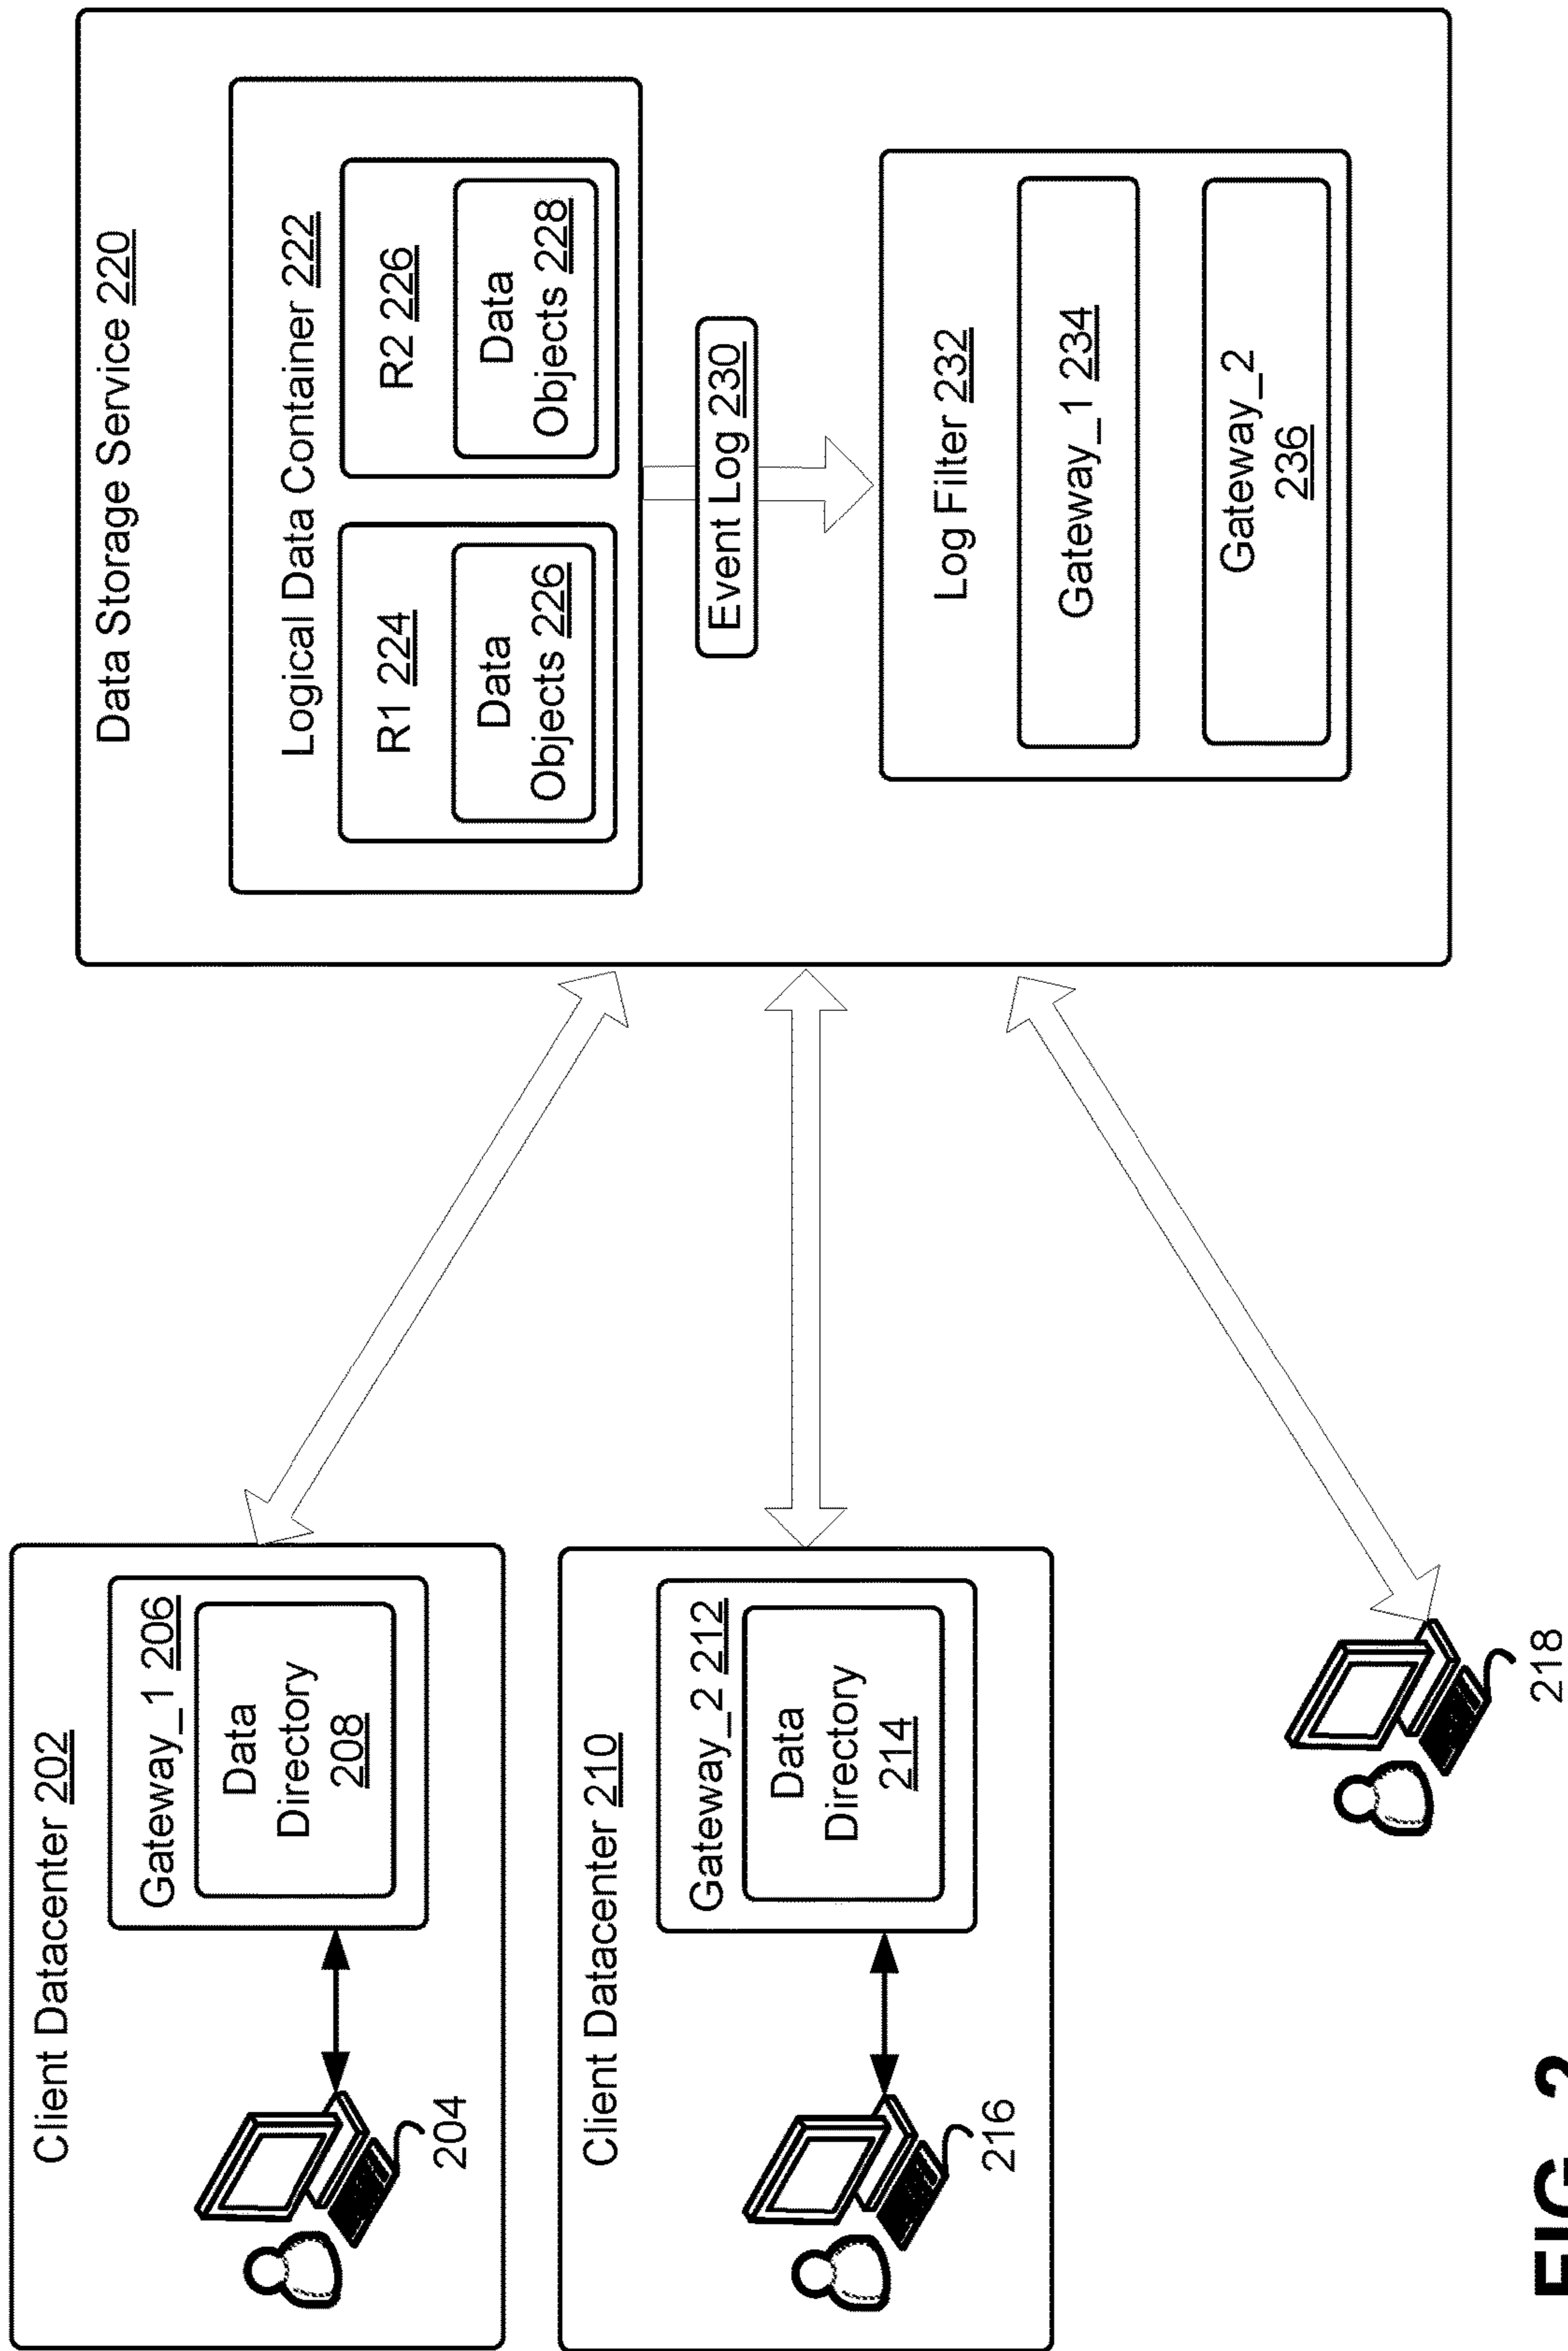 Client Datacenter 202
Gateway_1 206
Data
Directory
208
204
Client Datacenter 210
Gateway_2 212
Data
Directory
214
216
218
Data Storage Service 220
Logical Data Container 222
R1 224
Data
Objects 226
R2 226
Data
Objects 228
Event Log 230
Log Filter 232
Gateway_1 234
Gateway_2
236
FIG. 2